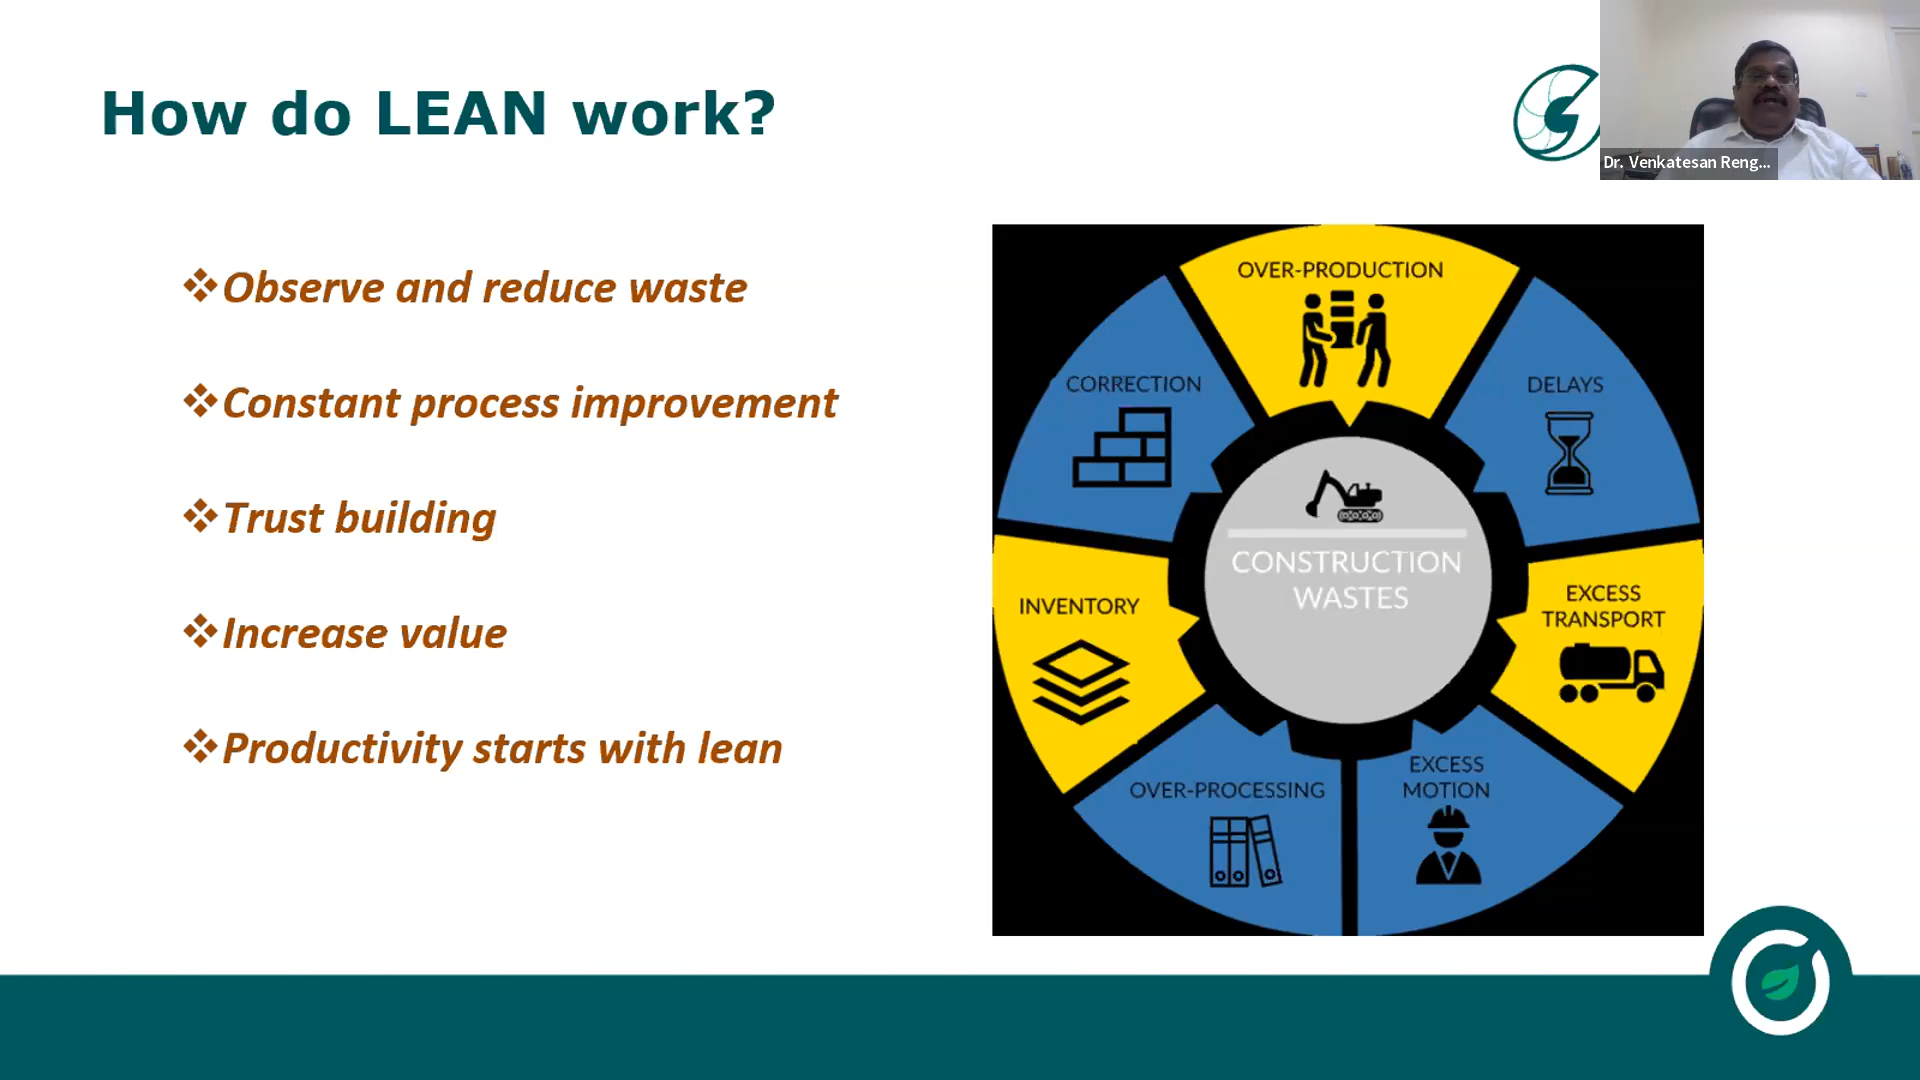 How do LEAN work?
Dr. Venkatesan Reng...
❖Observe and reduce waste
❖Constant process improvement
❖Trust building
❖Increase value
❖Productivity starts with lean
OVER-PRODUCTION
CORRECTION
DELAYS
CONSTRUCTION
WASTES
INVENTORY
EXCESS
TRANSPORT
OVER-PROCESSING
EXCESS
MOTION